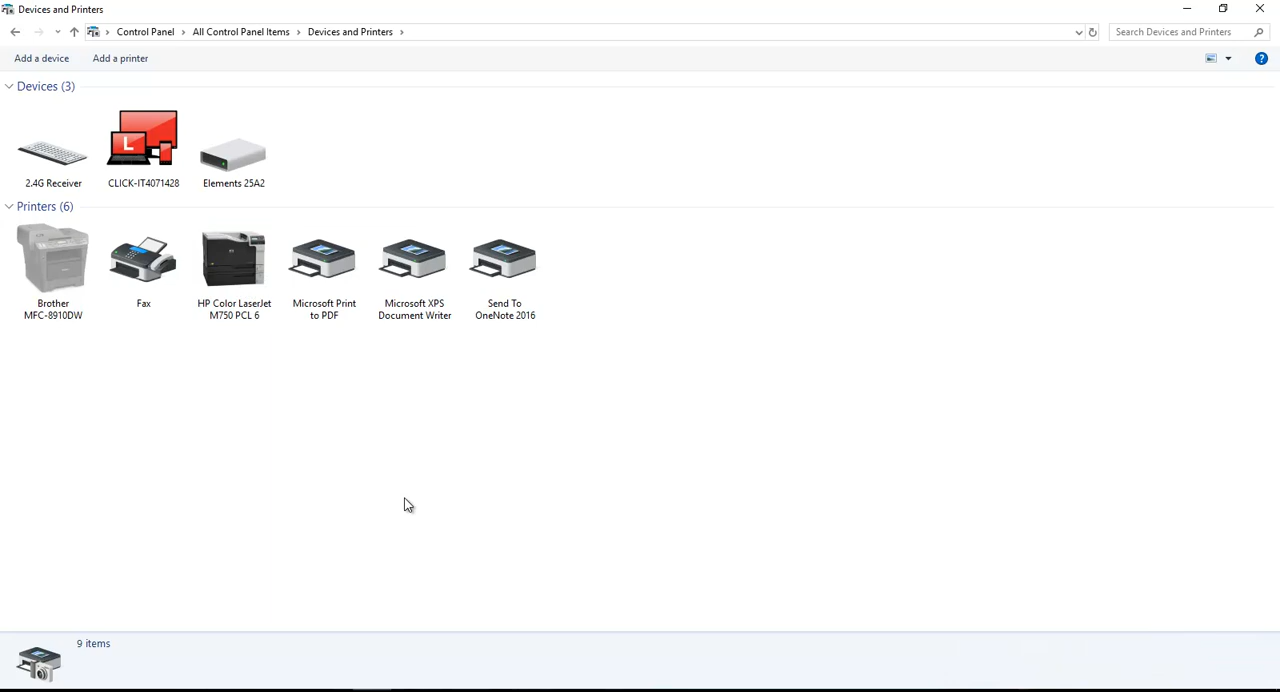 Devices and Printers
Control Panel > All Control Panel Items > Devices and Printers >
Search Devices and Printers
Add a device Add a printer
?
Devices (3)
L
2.4G Receiver CLICK-IT4071428 Elements 25A2
Printers (6)
Brother MFC-8910DW
Fax
HP Color LaserJet M750 PCL 6
Microsoft Print to PDF
Microsoft XPS Document Writer
Send To OneNote 2016
9 items